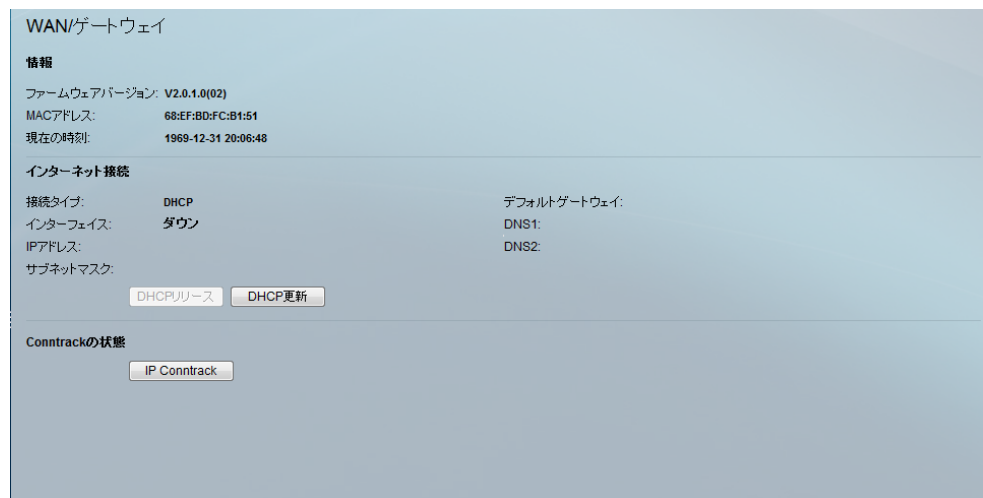 WAN/ゲートウェイ
情報
ファームウェアバージョン: V2.0.1.0(02)
MACアドレス: 68:EF:BD:FC:B1:51
現在の時刻: 1969-12-31 20:06:48
インターネット接続
接続タイプ: DHCP
インターフェイス: ダウン
IPアドレス:
サブネットマスク:
デフォルトゲートウェイ:
DNS1:
DNS2:
DHCPリリース DHCP更新
Conntrackの状態
IP Conntrack